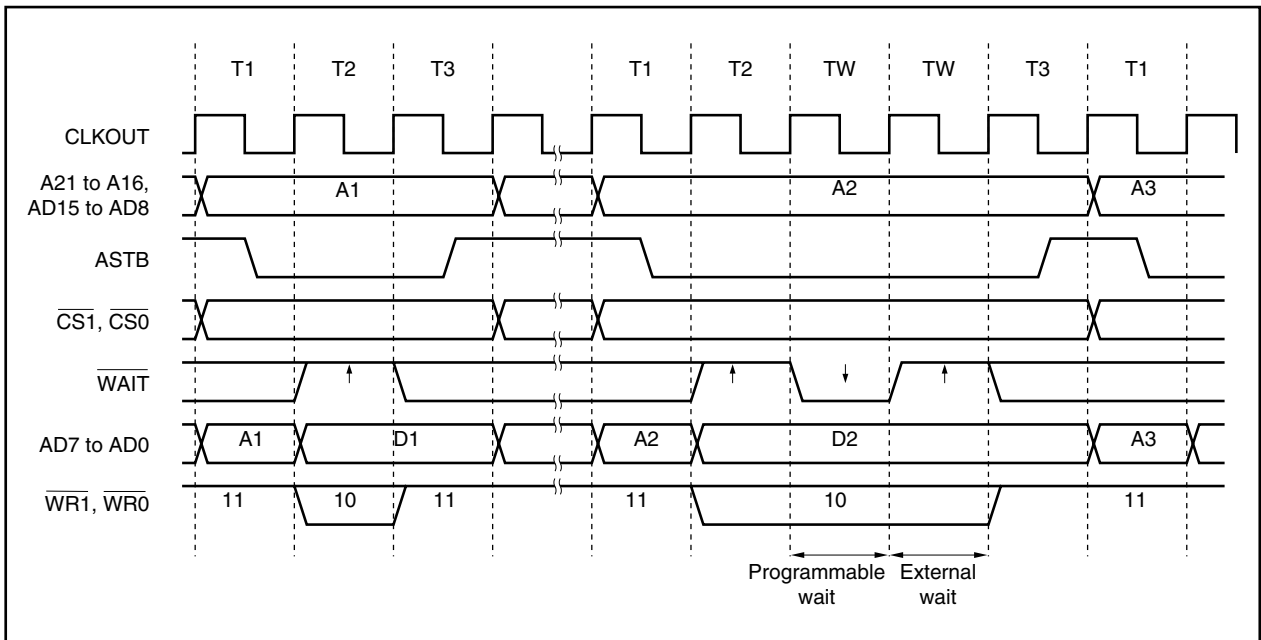 T1 T2 T3 T1 T2 TW TW T3 T1
CLKOUT
A21 to A16,
AD15 to AD8
A1 A2 A3
ASTB
CS1, CS0
WAIT
AD7 to AD0
A1 D1 A2 D2 A3
WR1, WR0
11 10 11 11 10 11
Programmable
wait
External
wait